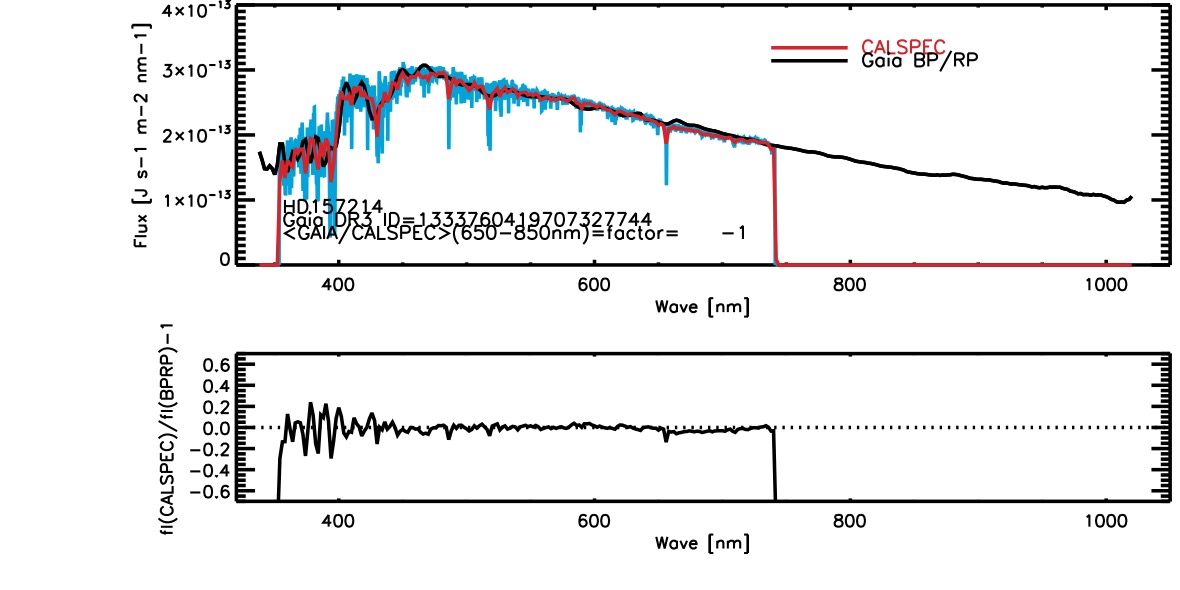 4×10−13
3×10−13
2×10−13
1×10−13
0
Flux [J s−1 m−2 nm−1]
CALSPEC
Gaia BP/RP
HD157214
Gaia DR3 ID=1333760419707327744
<GAIA/CALSPEC>(650−850nm)=factor= −1
400 600 800 1000
Wave [nm]
fl(CALSPEC)/fl(BPRP)−1
0.6
0.4
0.2
0.0
−0.2
−0.4
−0.6
400 600 800 1000
Wave [nm]